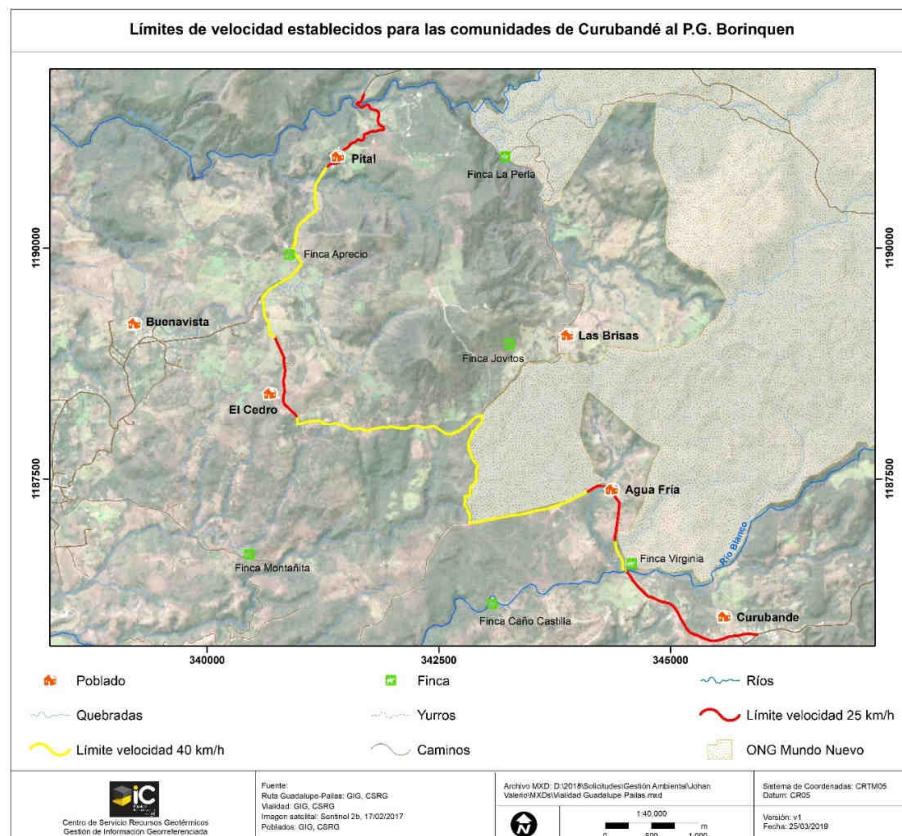 Límites de velocidad establecidos para las comunidades de Curubandé al P.G. Borinquen
Pital
Finca La Perla
1190000
1190000
Finca Aprecio
Buenavista
Las Brisas
Finca Jovitos
El Cedro
1187500
1187500
Agua Fría
Río Blanco
Finca Montañita
Finca Virginia
Finca Caño Castilla
Curubande
340000
342500
345000
Poblado
Finca
Ríos
Quebradas
Yurros
Límite velocidad 25 km/h
Límite velocidad 40 km/h
Caminos
ONG Mundo Nuevo
Centro de Servicio Recursos Geotérmicos
Gestión de Información Georreferenciada
Fuente:
Ruta Guadalupe-Pailas: GIG, CSRG
Vialidad: GIG, CSRG
Imagen satelital: Sentinel 2b, 17/02/2017
Poblados: GIG, CSRG
Archivo MXD: D:\2018\Solicitudes\Gestión Ambiental\Johan
Valerio\MXDs\Vialidad Guadalupe Pailas.mxd
1:40,000
0 500 1,000 m
Sistema de Coordenadas: CRTM05
Datum: CR05
Versión: v1
Fecha: 25/03/2019